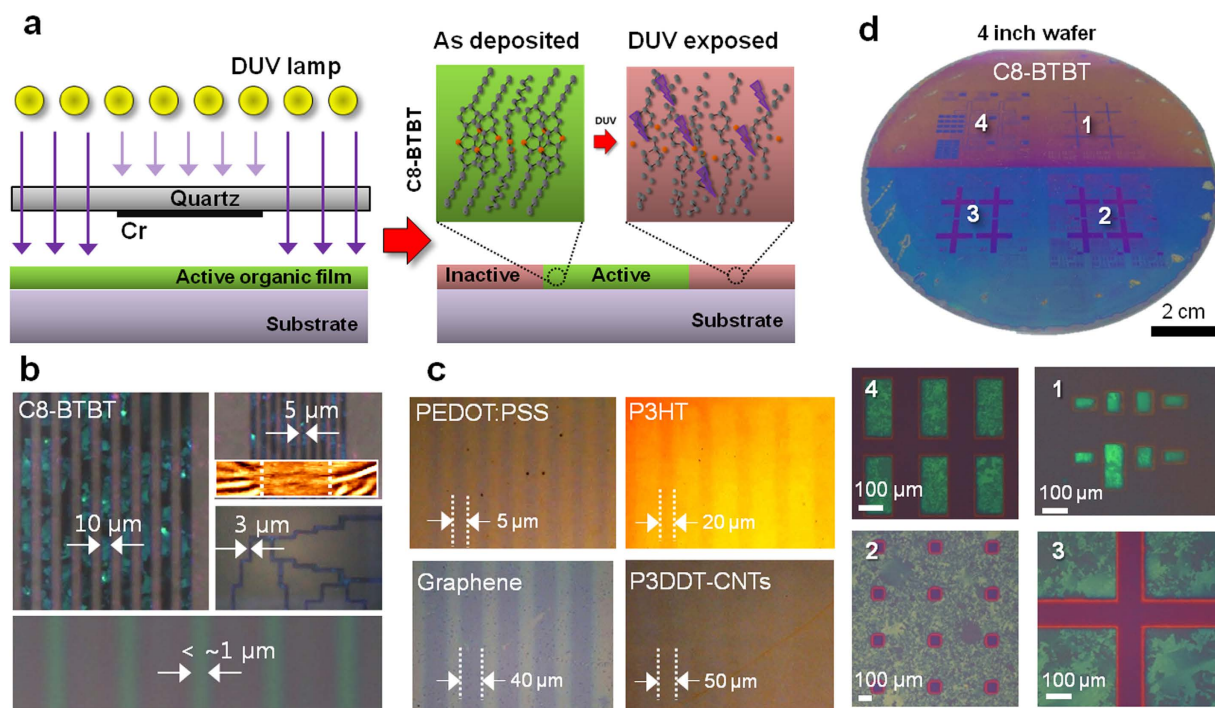 a
DUV lamp
Quartz
Cr
Active organic film
Substrate
As deposited
DUV exposed
C8-BTBT
DUV
Inactive
Active
Substrate
b
C8-BTBT
10 µm
5 µm
3 µm
< ~1 µm
c
PEDOT:PSS
5 µm
P3HT
20 µm
Graphene
40 µm
P3DDT-CNTs
50 µm
d
4 inch wafer
C8-BTBT
4
1
3
2
2 cm
4
100 µm
1
100 µm
2
100 µm
3
100 µm